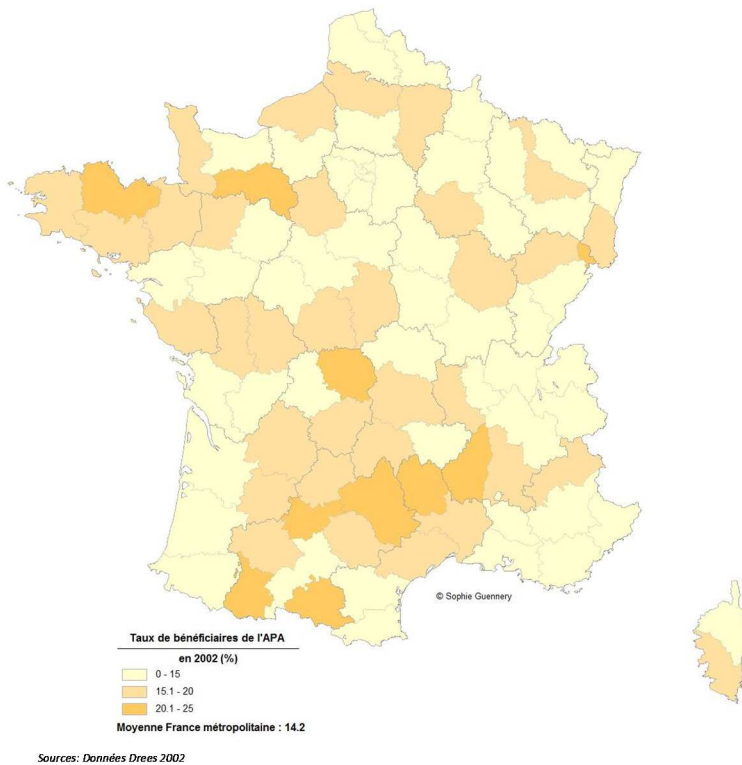 © Sophie Guennery
Taux de bénéficiaires de l'APA
en 2002 (%)
0 - 15
15.1 - 20
20.1 - 25
Moyenne France métropolitaine : 14.2
Sources: Données Drees 2002